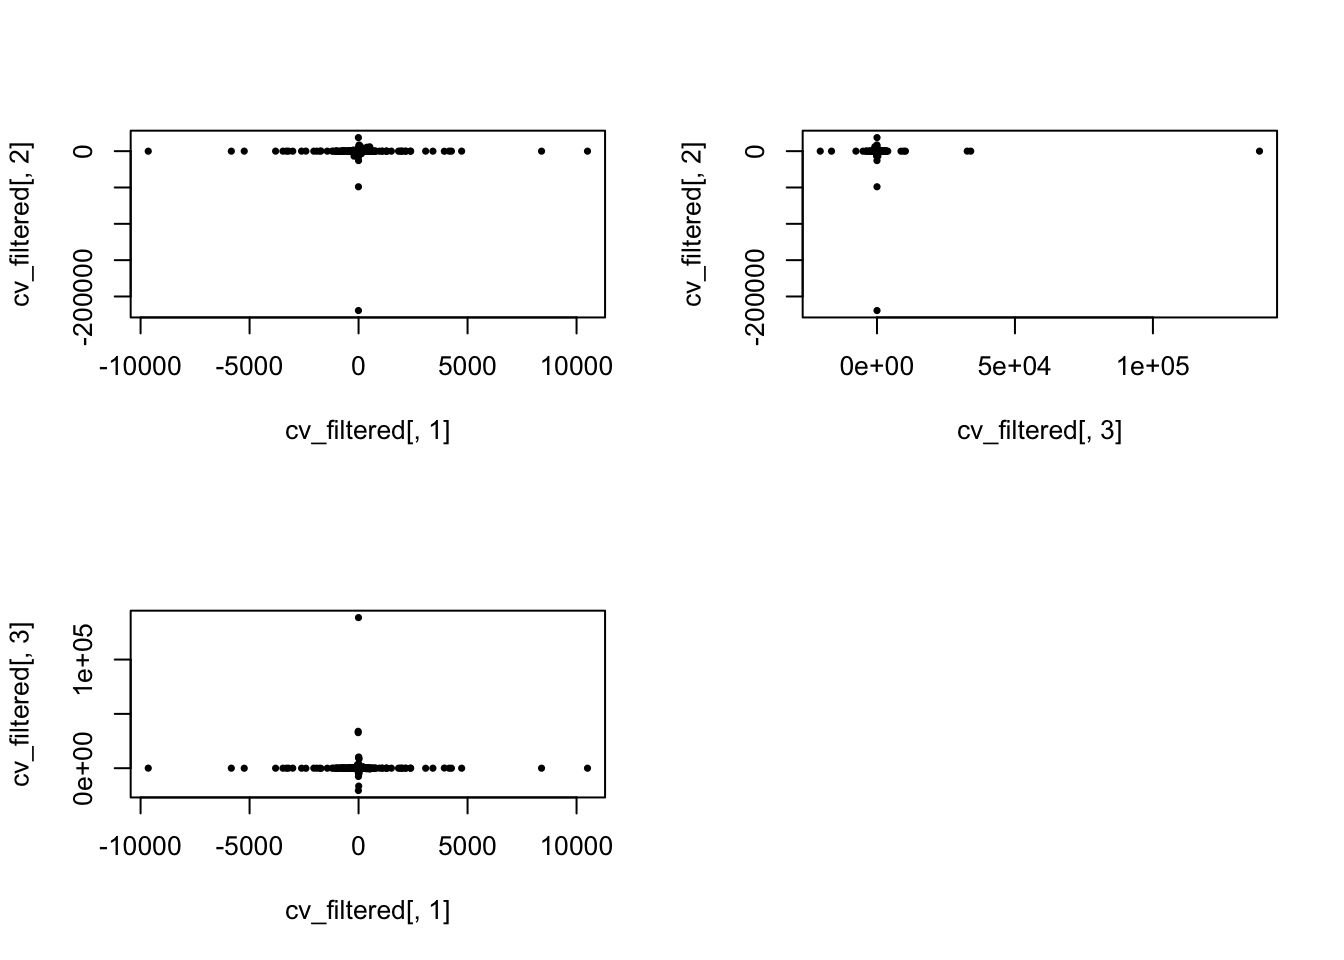 cv_filtered[, 2]
0
-200000
-10000 -5000 0 5000 10000
cv_filtered[, 1]
cv_filtered[, 2]
0
-200000
0e+00 5e+04 1e+05
cv_filtered[, 3]
cv_filtered[, 3]
1e+05
0e+00
-10000 -5000 0 5000 10000
cv_filtered[, 1]